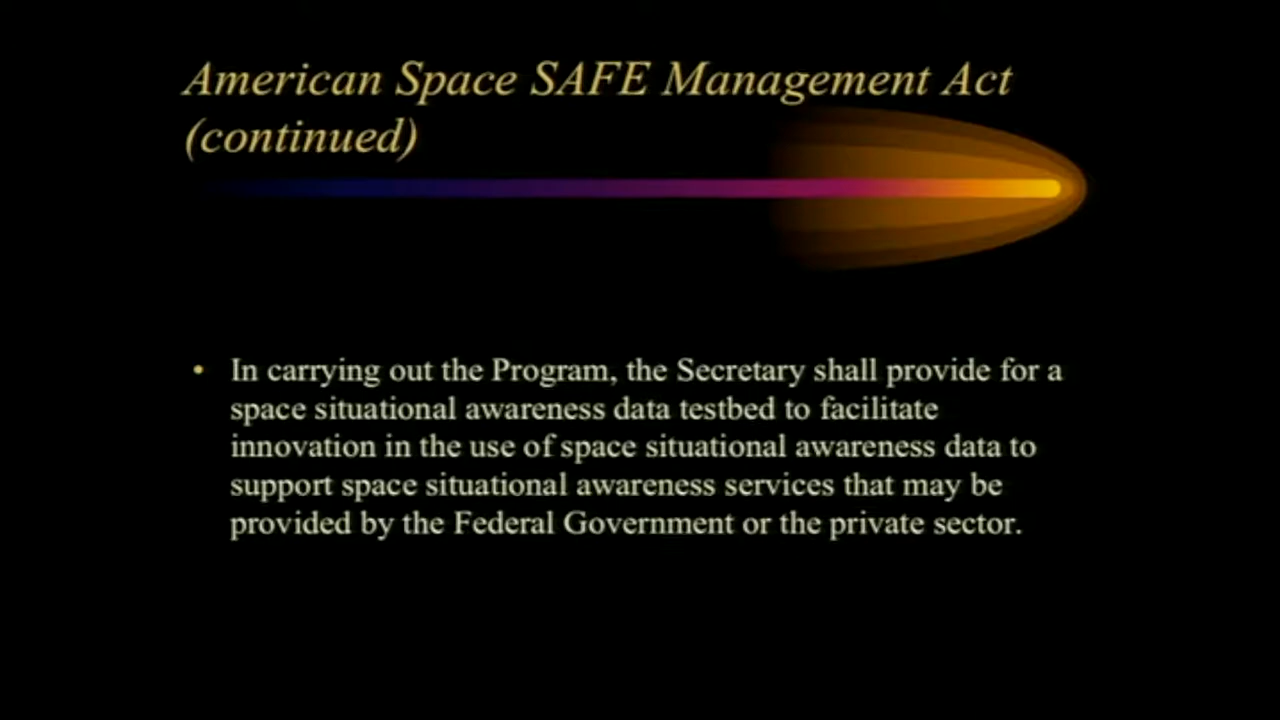 American Space SAFE Management Act
(continued)
• In carrying out the Program, the Secretary shall provide for a
space situational awareness data testbed to facilitate
innovation in the use of space situational awareness data to
support space situational awareness services that may be
provided by the Federal Government or the private sector.